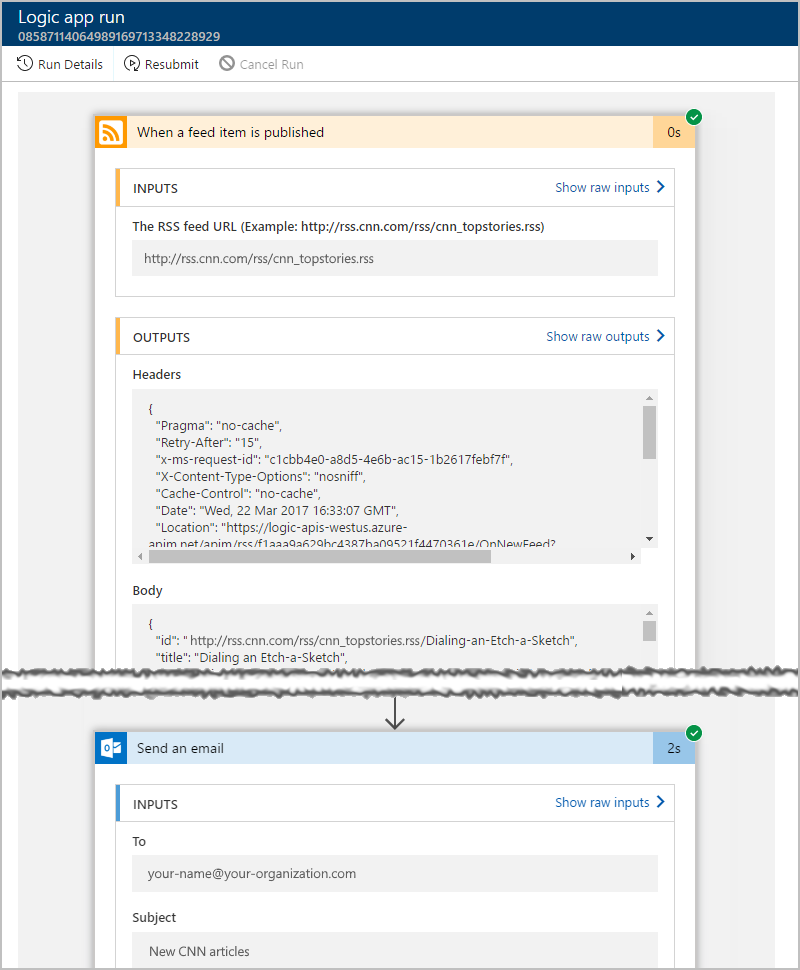 Logic app run
08587114064989169713348228929
Run Details
Resubmit
Cancel Run
When a feed item is published
0s
INPUTS
Show raw inputs
The RSS feed URL (Example: http://rss.cnn.com/rss/cnn_topstories.rss)
http://rss.cnn.com/rss/cnn_topstories.rss
OUTPUTS
Show raw outputs
Headers
{
"Pragma": "no-cache",
"Retry-After": "15",
"x-ms-request-id": "c1cbb4e0-a8d5-4e6b-ac15-1b2617febf7f",
"X-Content-Type-Options": "nosniff",
"Cache-Control": "no-cache",
"Date": "Wed, 22 Mar 2017 16:33:07 GMT",
"Location": "https://logic-apis-westus.azure-
apim.net/apim/rss/f1aaa9a629bc4387ba09521f4470361e/OnNewFeed?
Body
{
"id": " http://rss.cnn.com/rss/cnn_topstories.rss/Dialing-an-Etch-a-Sketch",
"title": "Dialing an Etch-a-Sketch",
Send an email
2s
INPUTS
Show raw inputs
To
your-name@your-organization.com
Subject
New CNN articles